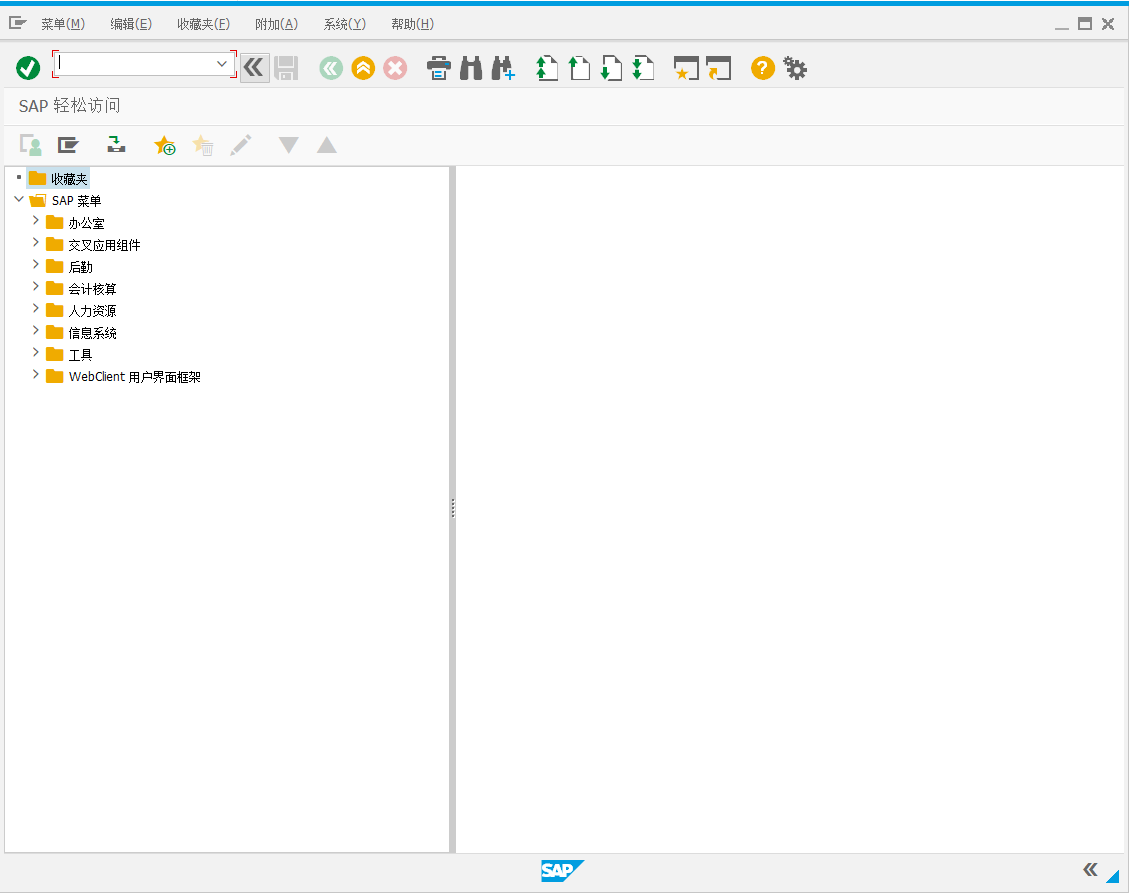 菜单(M) 编辑(E) 收藏夹(F) 附加(A) 系统(Y) 帮助(H)
SAP 轻松访问
收藏夹
SAP 菜单
办公室
交叉应用组件
后勤
会计核算
人力资源
信息系统
工具
WebClient 用户界面框架
SAP